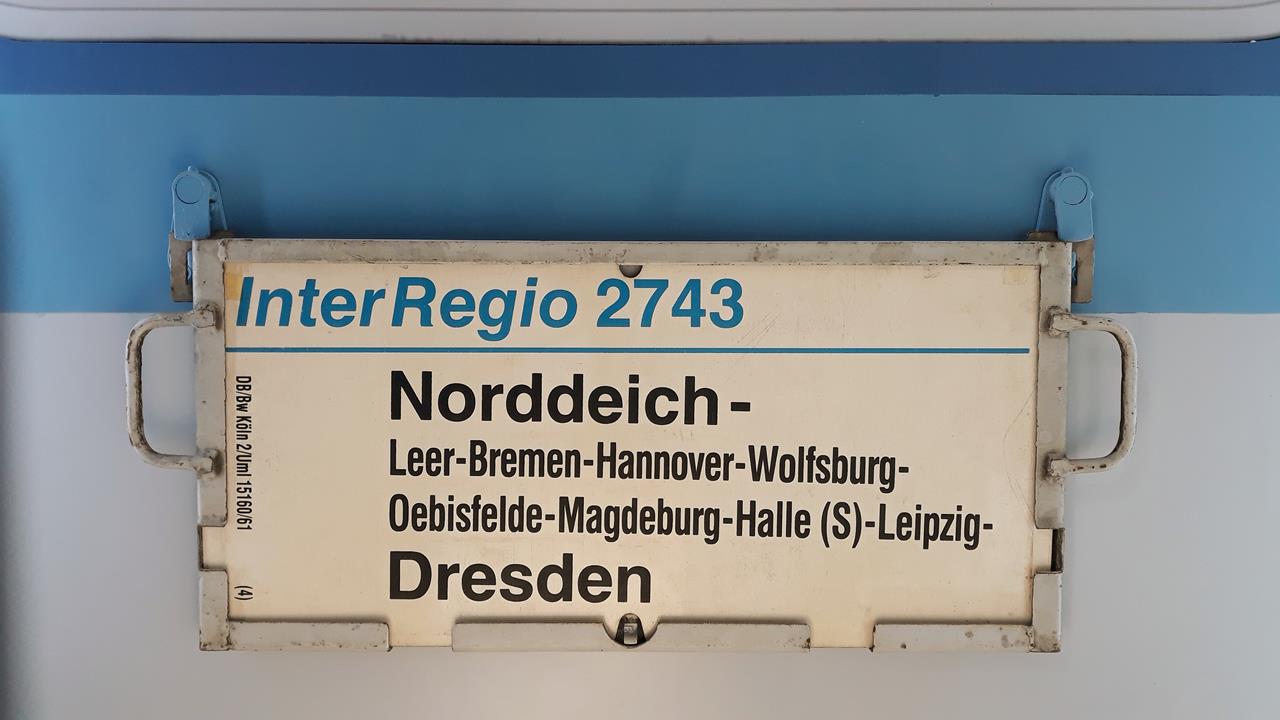 InterRegio 2743
Norddeich-
Leer-Bremen-Hannover-Wolfsburg-
Oebisfelde-Magdeburg-Halle (S)-Leipzig-
Dresden
DB/Bw Köln 2/Uml 15160/61
(4)